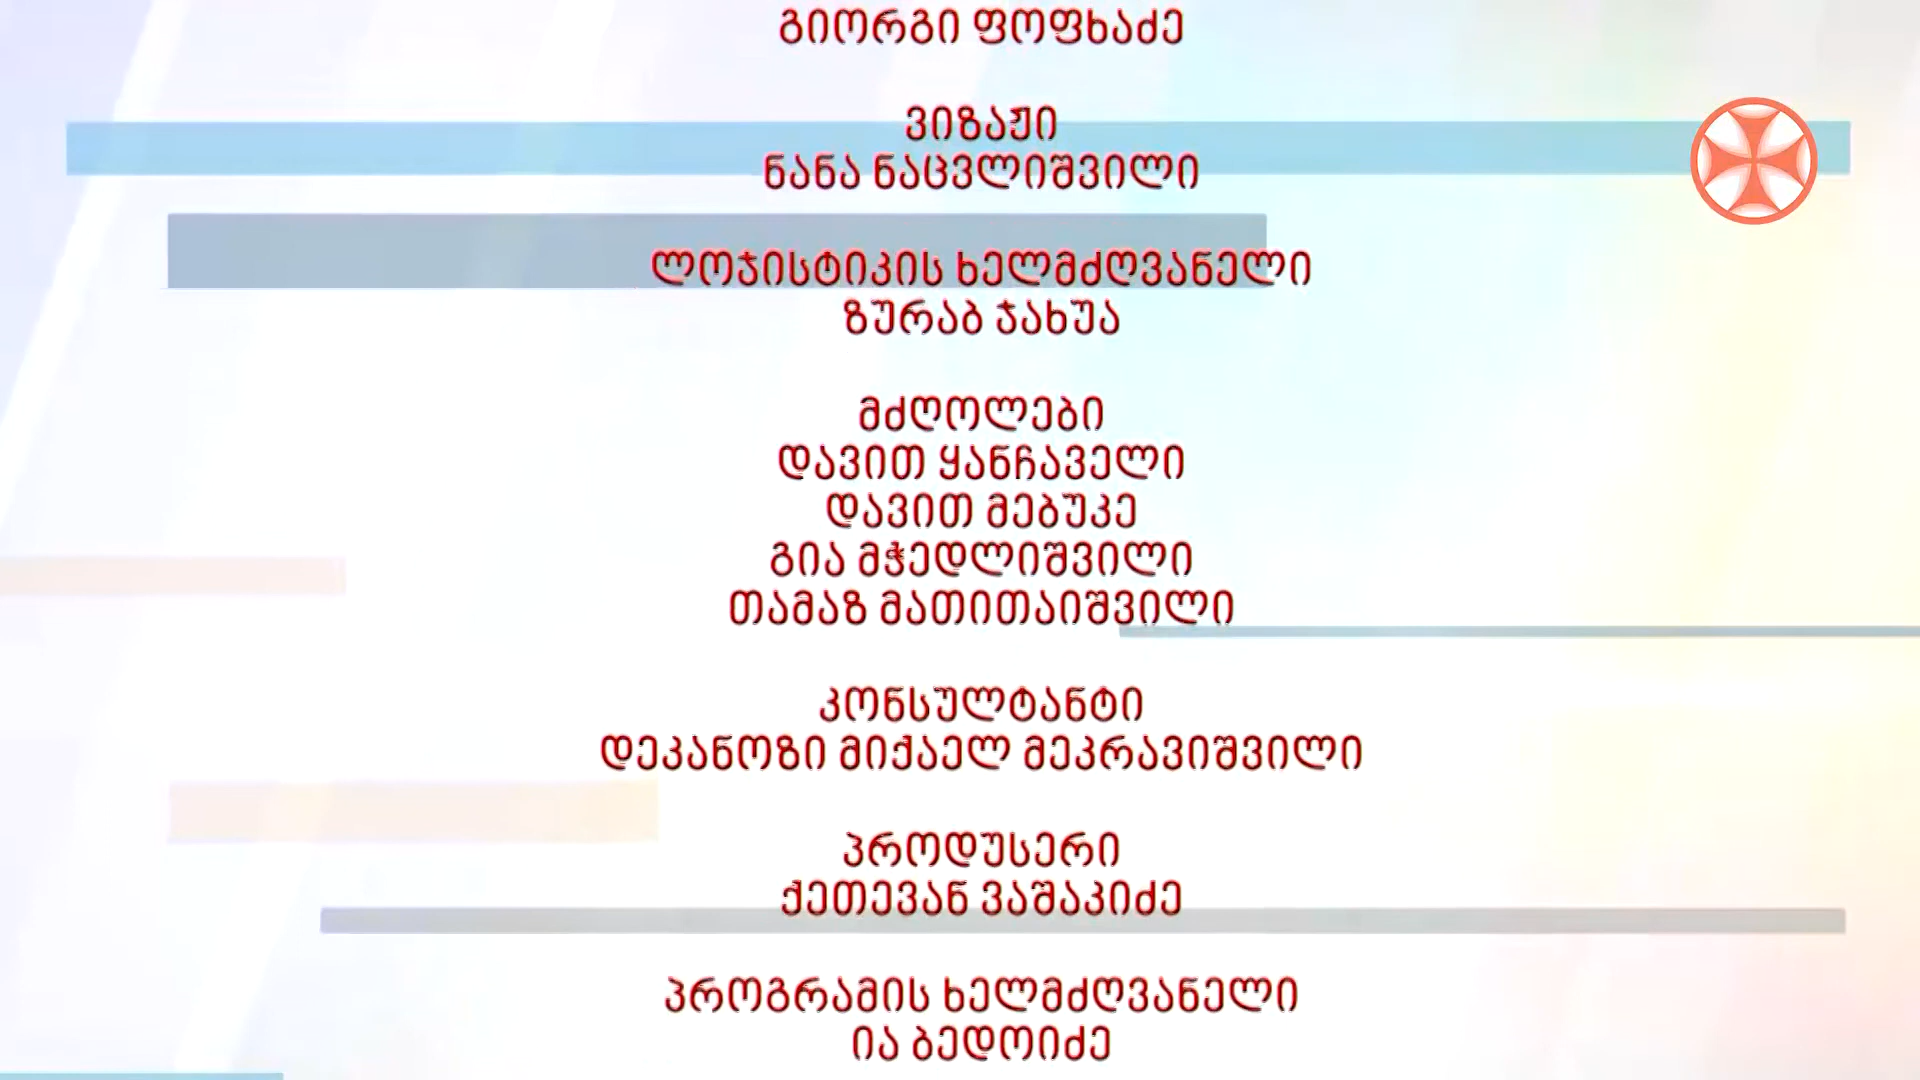 გიორგი ფოფხაძე
ვიზაჟი
ნანა ნაცვლიშვილი
ლოჯისტიკის ხელმძღვანელი
ზურაბ ჯახუა
მძღოლები
დავით ყანჩაველი
დავით მებუკე
გია მჭედლიშვილი
თამაზ მათითაიშვილი
კონსულტანტი
დეკანოზი მიქაელ მეკრავიშვილი
პროდუსერი
ქეთევან ვაშაკიძე
პროგრამის ხელმძღვანელი
ია ბედოიძე